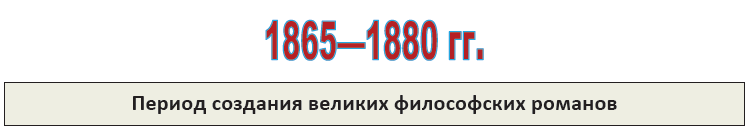 1865—1880 гг.
Период создания великих философских романов